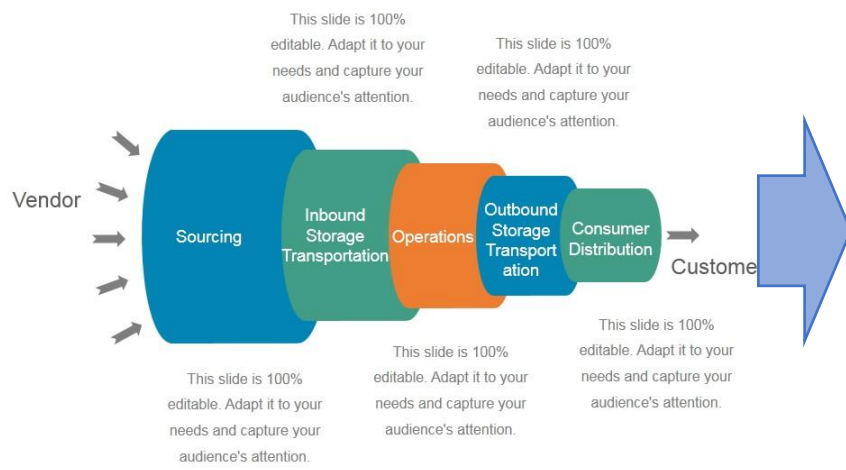 This slide is 100%
editable. Adapt it to your
needs and capture your
audience's attention.
This slide is 100%
editable. Adapt it to your
needs and capture your
audience's attention.
Vendor
Sourcing
Inbound
Storage
Transportation
Operations
Outbound
Storage
Transport
ation
Consumer
Distribution
Custome
This slide is 100%
editable. Adapt it to your
needs and capture your
audience's attention.
This slide is 100%
editable. Adapt it to your
needs and capture your
audience's attention.
This slide is 100%
editable. Adapt it to your
needs and capture your
audience's attention.